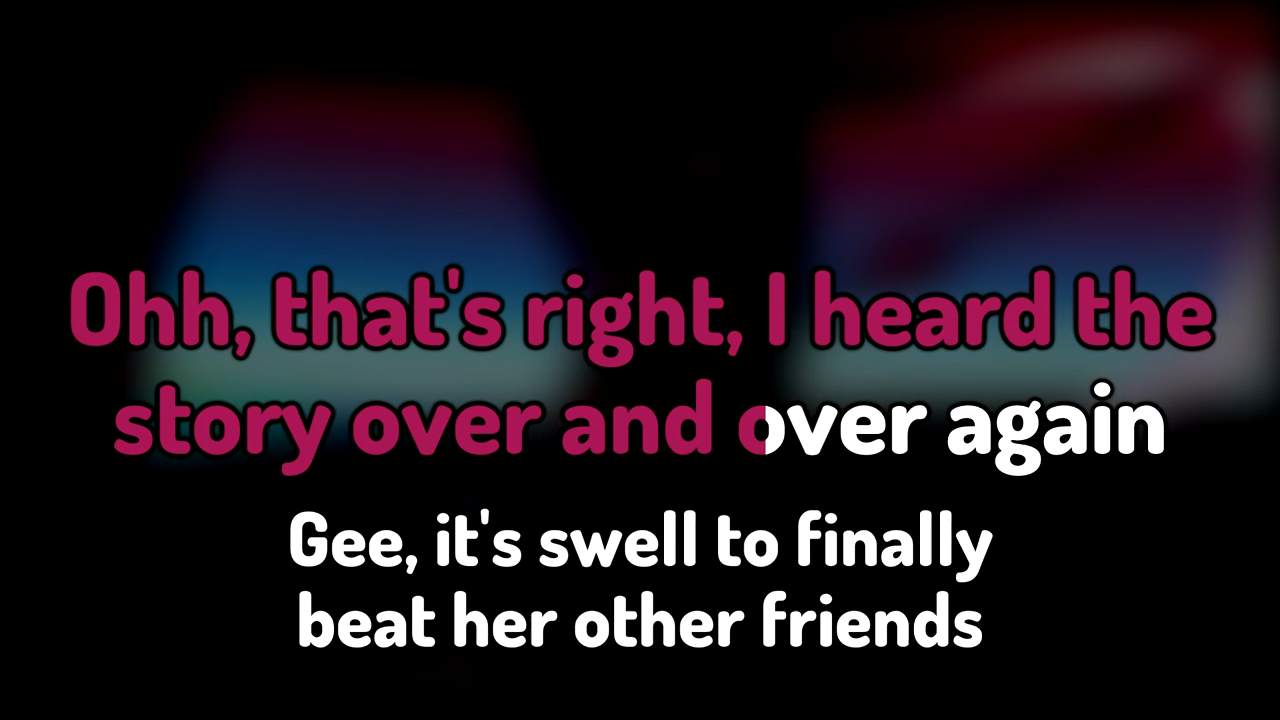 Ohh, that's right, I heard the
story over and over again
Gee, it's swell to finally
beat her other friends